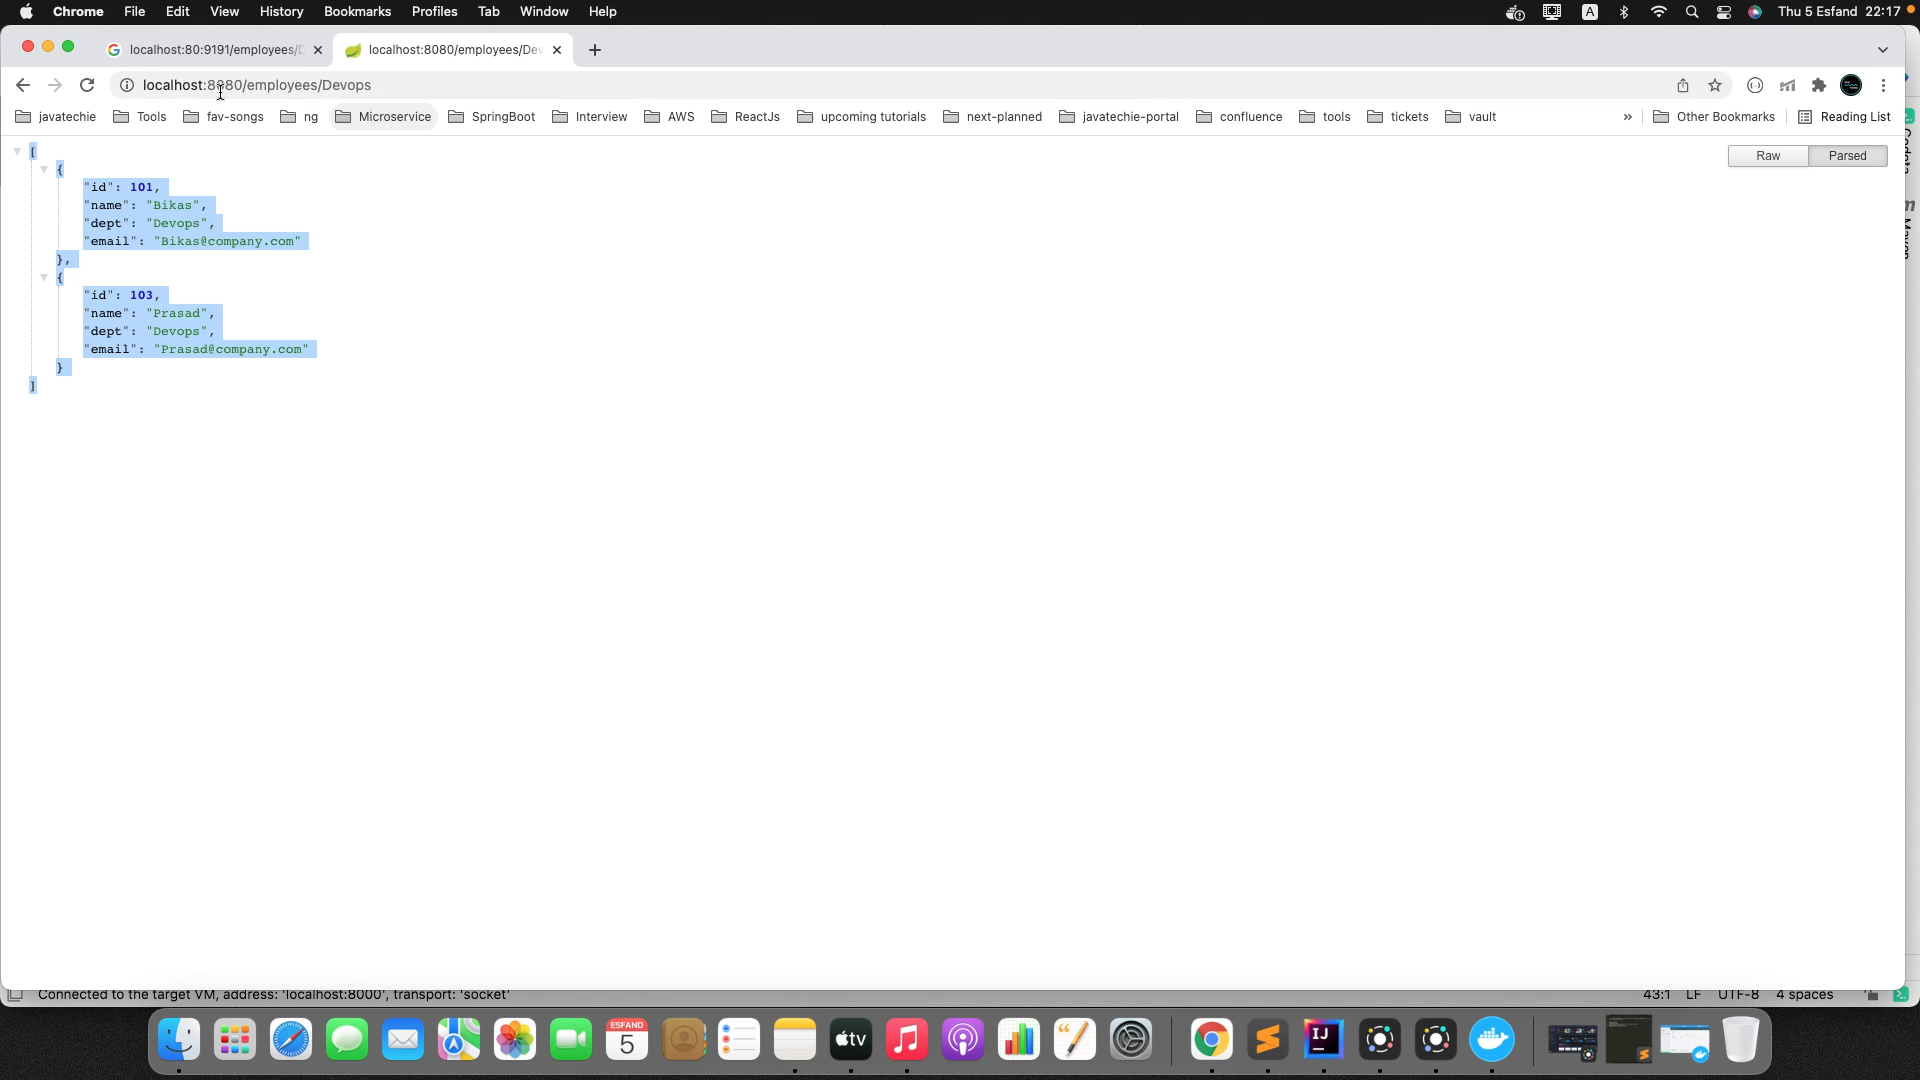 Chrome File Edit View History Bookmarks Profiles Tab Window Help A Thu 5 Esfand 22:17
localhost:80:9191/employees/D localhost:8080/employees/Dev
localhost:8080/employees/Devops
javatechie Tools fav-songs ng Microservice SpringBoot Interview AWS ReactJs upcoming tutorials next-planned javatechie-portal confluence tools tickets vault » Other Bookmarks Reading List
Raw Parsed
[
{
"id": 101,
"name": "Bikas",
"dept": "Devops",
"email": "Bikas@company.com"
},
{
"id": 103,
"name": "Prasad",
"dept": "Devops",
"email": "Prasad@company.com"
}
]
Connected to the target VM, address: 'localhost:8000', transport: 'socket' 43:1 LF UTF-8 4 spaces
ESFAND
5
tv
IJ